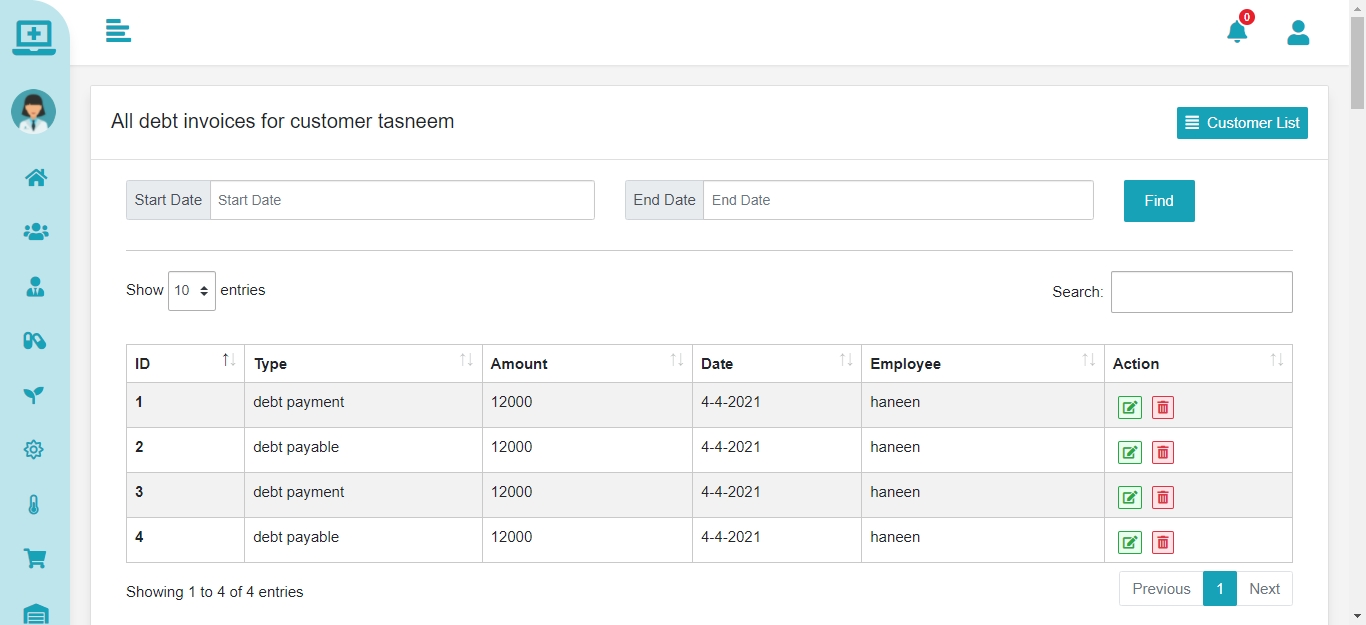 0
All debt invoices for customer tasneem
Customer List
Start Date Start Date End Date End Date Find
Show 10 entries Search:
ID Type Amount Date Employee Action
1 debt payment 12000 4-4-2021 haneen
2 debt payable 12000 4-4-2021 haneen
3 debt payment 12000 4-4-2021 haneen
4 debt payable 12000 4-4-2021 haneen
Showing 1 to 4 of 4 entries Previous 1 Next